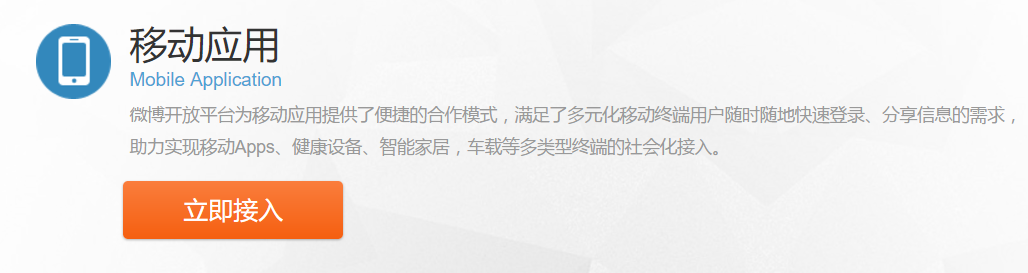 移动应用
Mobile Application
微博开放平台为移动应用提供了便捷的合作模式，满足了多元化移动终端用户随时随地快速登录、分享信息的需求，
助力实现移动Apps、健康设备、智能家居，车载等多类型终端的社会化接入。
立即接入